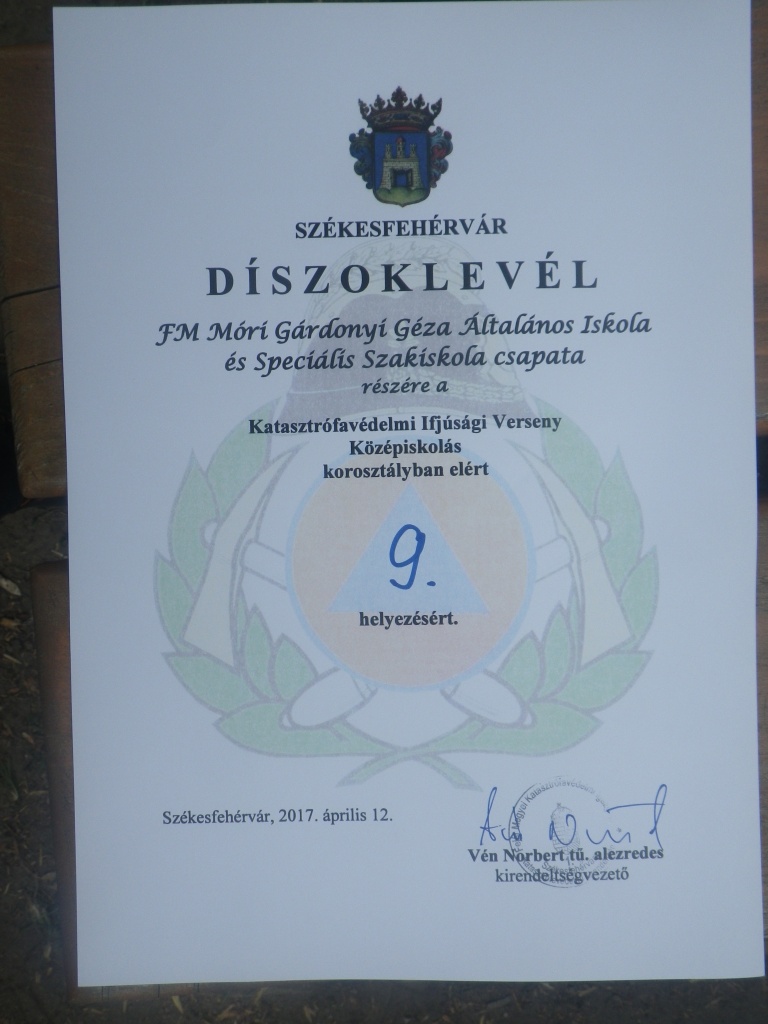 SZÉKESFEHÉRVÁR
DÍSZOKLEVÉL
FM Móri Gárdonyi Géza Általános Iskola
és Speciális Szakiskola csapata
részére a
Katasztrófavédelmi Ifjúsági Verseny
Középiskolás
korosztályban elért
9.
helyezésért.
Székesfehérvár, 2017. április 12.
Vén Norbert tű. alezredes
kirendeltségvezető